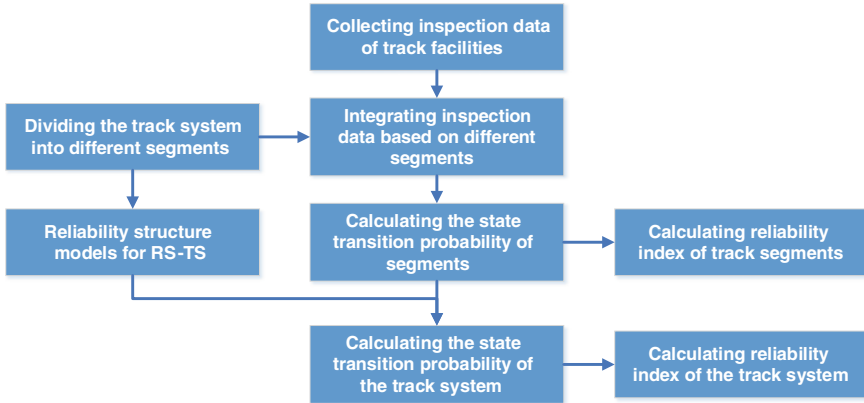 Collecting inspection data
of track facilities
Dividing the track system
into different segments
Integrating inspection
data based on different
segments
Reliability structure
models for RS-TS
Calculating the state
transition probability of
segments
Calculating reliability
index of track segments
Calculating the state
transition probability of
the track system
Calculating reliability
index of the track system